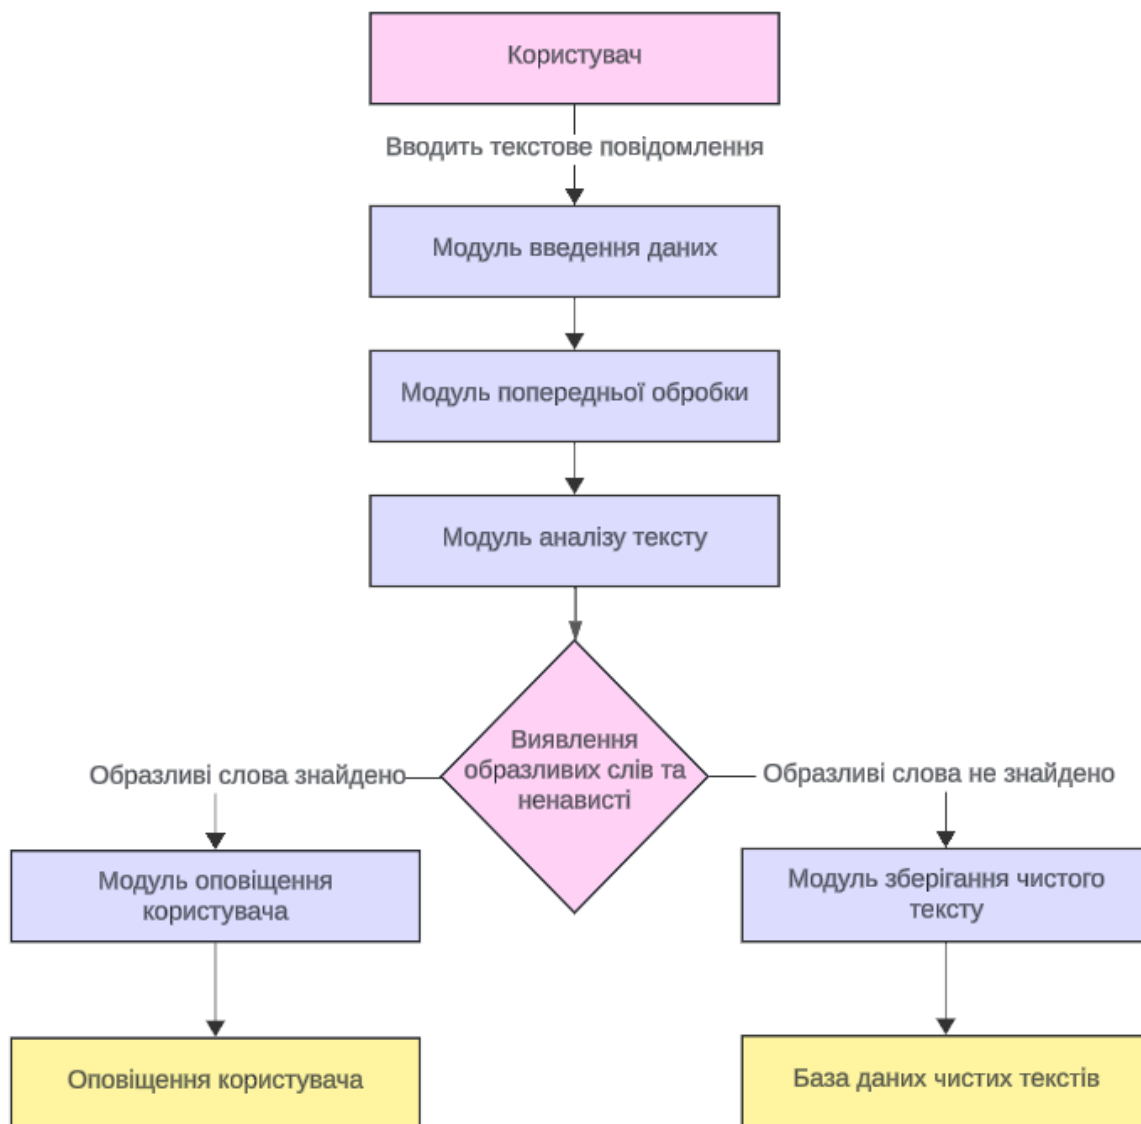 Користувач
Вводить текстове повідомлення
Модуль введення даних
Модуль попередньої обробки
Модуль аналізу тексту
Виявлення
образливих слів та
ненависті
Образливі слова знайдено
Образливі слова не знайдено
Модуль оповіщення
користувача
Модуль зберігання чистого
тексту
Оповіщення користувача
База даних чистих текстів